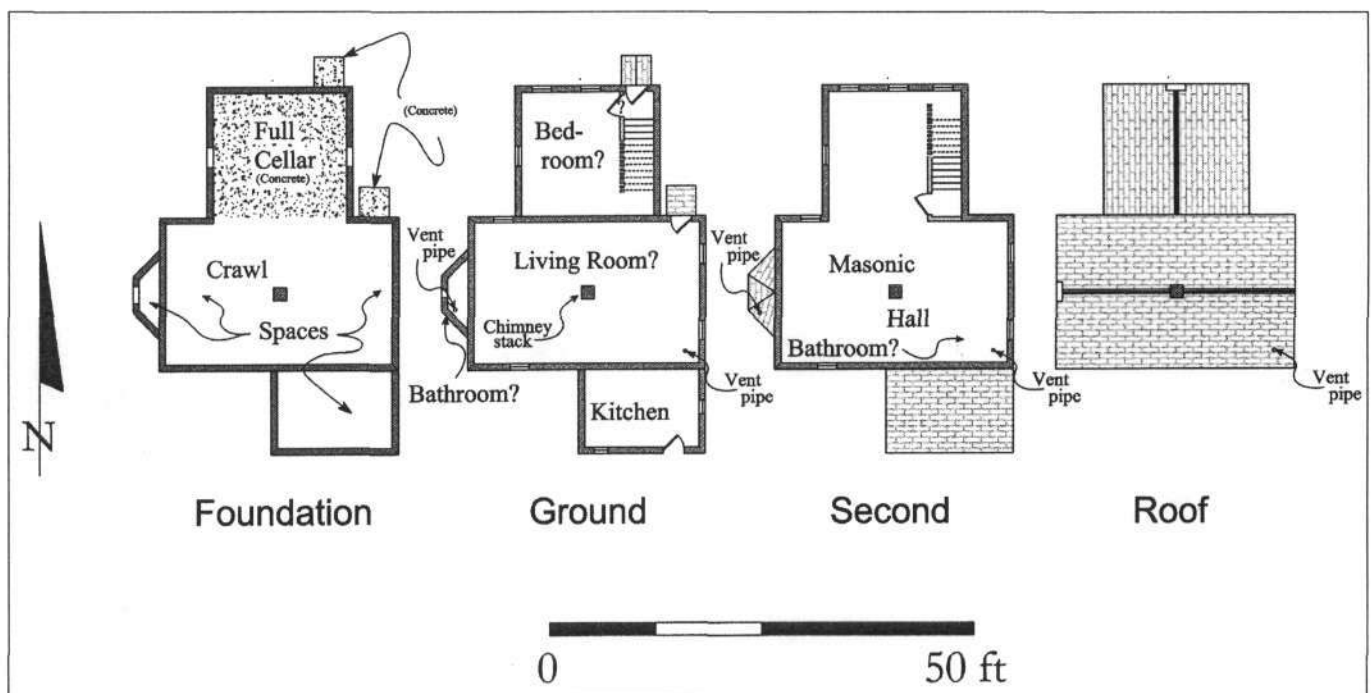 (Concrete)
Full
Cellar
(Concrete)
Crawl
Spaces
Bed-
room?
?
Vent
pipe
Living Room?
Chimney
stack
Bathroom?
Vent
pipe
Kitchen
Vent
pipe
Masonic
Hall
Bathroom?
Vent
pipe
Vent
pipe
N
Foundation
Ground
Second
Roof
0
50 ft